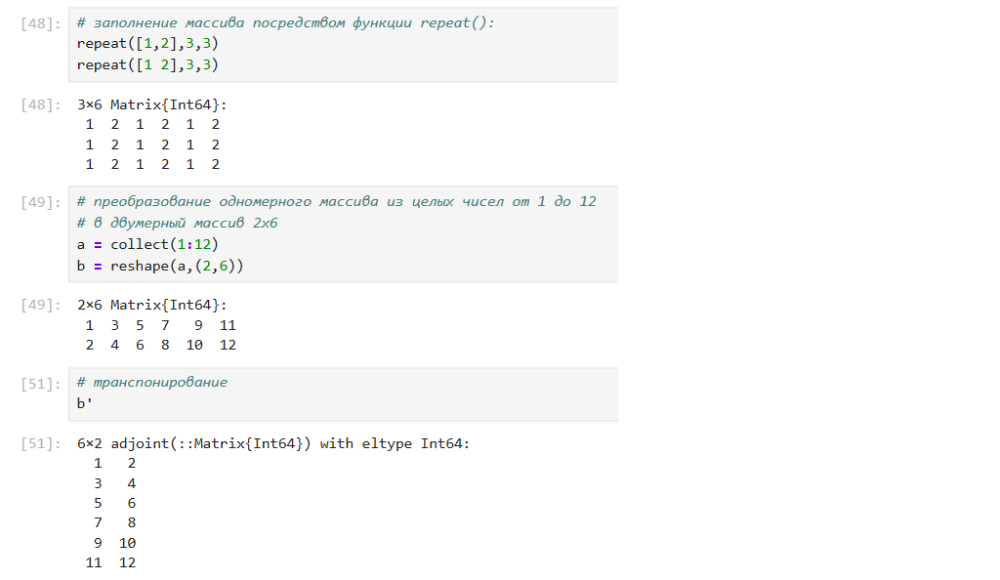 [48]: # заполнение массива посредством функции repeat():
repeat([1,2],3,3)
repeat([1 2],3,3)
[48]: 3×6 Matrix{Int64}:
1 2 1 2 1 2
1 2 1 2 1 2
1 2 1 2 1 2
[49]: # преобразование одномерного массива из целых чисел от 1 до 12
# в двумерный массив 2x6
a = collect(1:12)
b = reshape(a,(2,6))
[49]: 2×6 Matrix{Int64}:
1 3 5 7 9 11
2 4 6 8 10 12
[51]: # транспонирование
b'
[51]: 6×2 adjoint(::Matrix{Int64}) with eltype Int64:
1 2
3 4
5 6
7 8
9 10
11 12